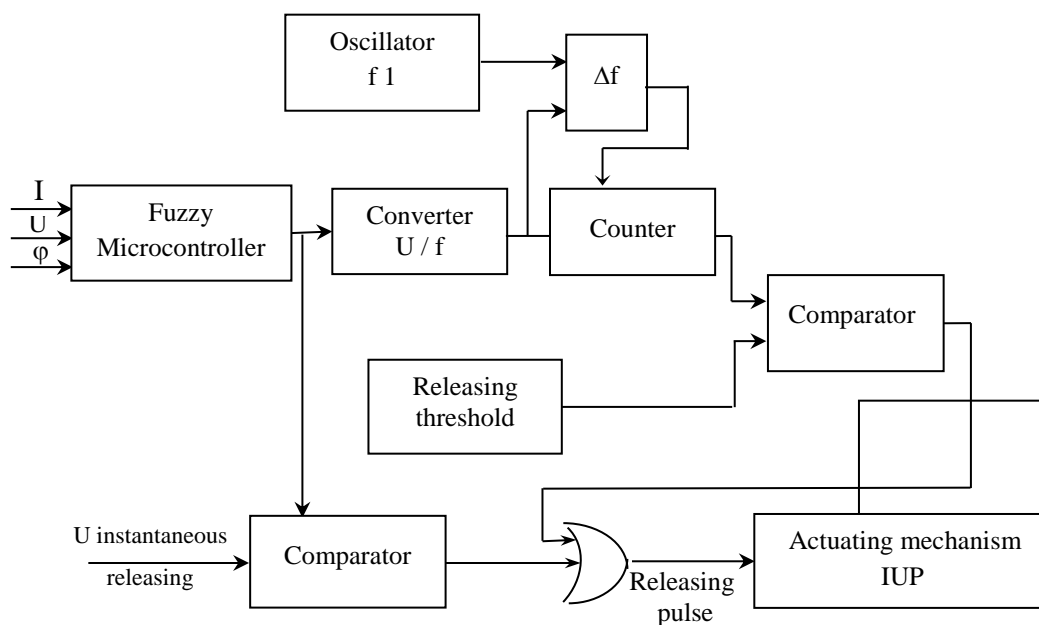 Oscillator
f 1
Δf
I
U
φ
Fuzzy
Microcontroller
Converter
U / f
Counter
Comparator
Releasing
threshold
U instantaneous
releasing
Comparator
Releasing
pulse
Actuating mechanism
IUP